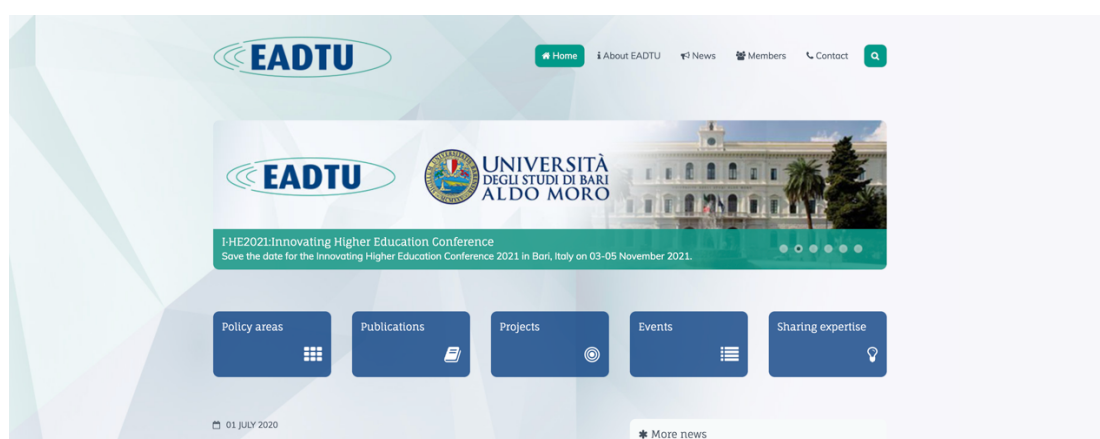 EADTU
Home
About EADTU
News
Members
Contact
EADTU
UNIVERSITÀ
DEGLI STUDI DI BARI
ALDO MORO
I-HE2021:Innovating Higher Education Conference
Save the date for the Innovating Higher Education Conference 2021 in Bari, Italy on 03-05 November 2021.
Policy areas
Publications
Projects
Events
Sharing expertise
01 JULY 2020
More news